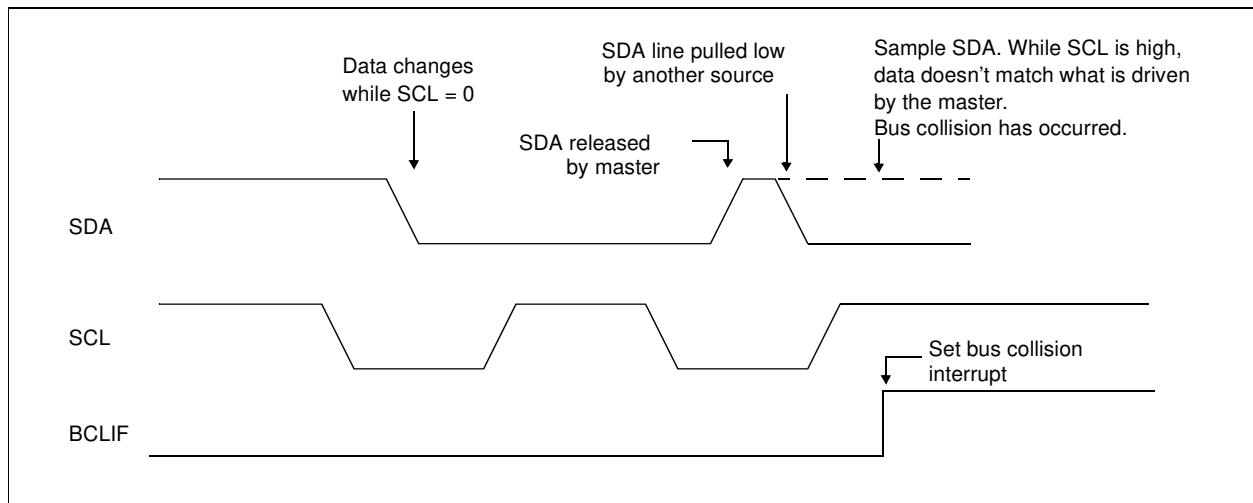 Data changes
while SCL = 0
SDA line pulled low
by another source
Sample SDA. While SCL is high,
data doesn’t match what is driven
by the master.
Bus collision has occurred.
SDA released
by master
SDA
SCL
Set bus collision
interrupt
BCLIF